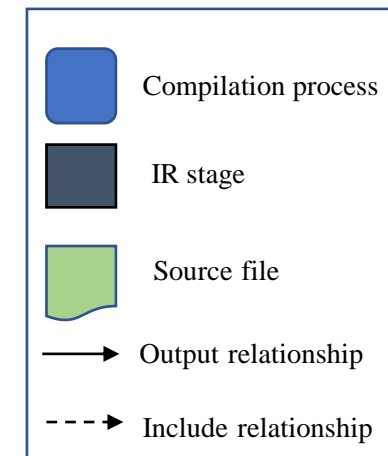 Compilation process
IR stage
Source file
Output relationship
Include relationship